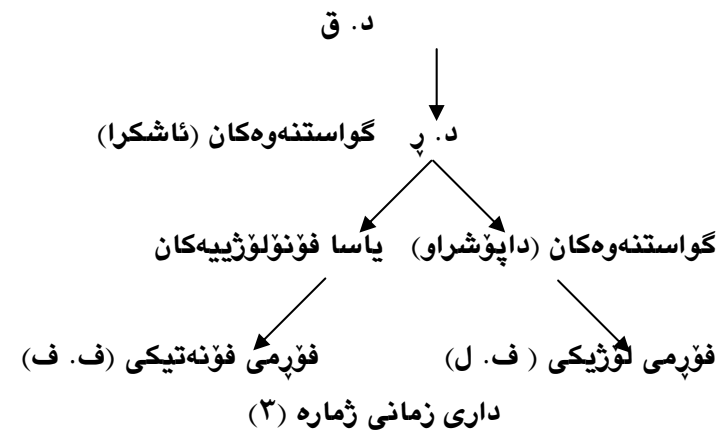 د. ق
د. ڕ گواستنەوەکان (ئاشکرا)
گواستنەوەکان (داپۆشراو) یاسا فۆنۆلۆژییەکان
فۆڕمی لۆژیکی ( ف. ل) فۆڕمی فۆنەتیکی (ف. ف)
داری زمانی ژمارە (٣)